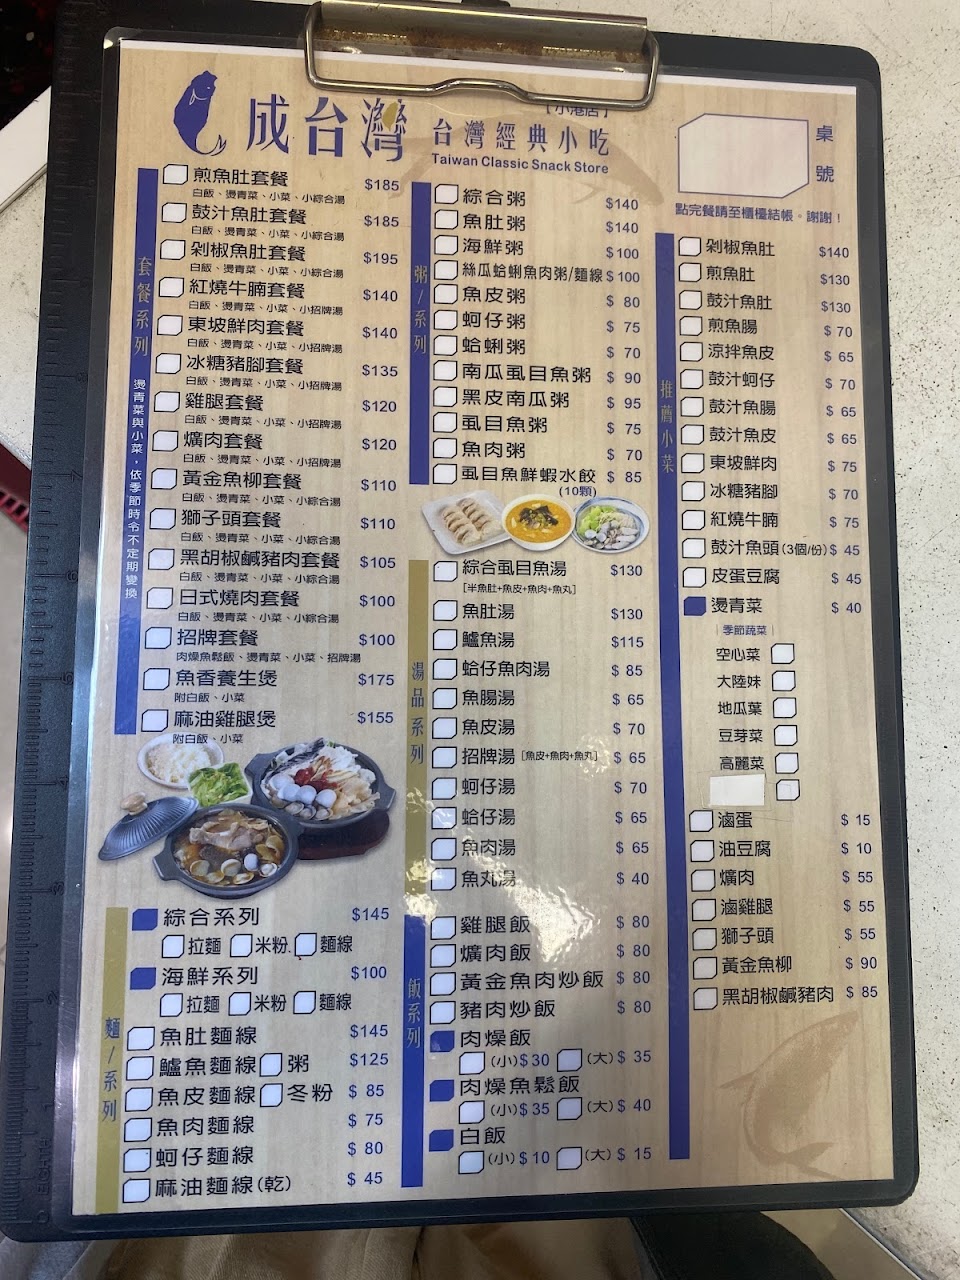 成台灣
台灣經典小吃
Taiwan Classic Snack Store
桌號
點完餐請至櫃檯結帳。謝謝！
套餐系列
燙青菜與小菜，依季節時令不定期變換
煎魚肚套餐 $185
白飯、燙青菜、小菜、小綜合湯
鼓汁魚肚套餐 $185
白飯、燙青菜、小菜、小綜合湯
剁椒魚肚套餐 $195
白飯、燙青菜、小菜、小綜合湯
紅燒牛腩套餐 $140
白飯、燙青菜、小菜、小招牌湯
東坡鮮肉套餐 $140
白飯、燙青菜、小菜、小招牌湯
冰糖豬腳套餐 $135
白飯、燙青菜、小菜、小招牌湯
雞腿套餐 $120
白飯、燙青菜、小菜、小招牌湯
爌肉套餐 $120
白飯、燙青菜、小菜、小招牌湯
黃金魚柳套餐 $110
白飯、燙青菜、小菜、小綜合湯
獅子頭套餐 $110
白飯、燙青菜、小菜、小綜合湯
黑胡椒鹹豬肉套餐 $105
白飯、燙青菜、小菜、小綜合湯
日式燒肉套餐 $100
白飯、燙青菜、小菜、小綜合湯
招牌套餐 $100
肉燥魚鬆飯、燙青菜、小菜、招牌湯
魚香養生煲 $175
附白飯、小菜
麻油雞腿煲 $155
附白飯、小菜
麵/系列
綜合系列 $145
拉麵 米粉 麵線
海鮮系列 $100
拉麵 米粉 麵線
魚肚麵線 $145
鱸魚麵線 粥 $125
魚皮麵線 冬粉 $ 85
魚肉麵線 $ 75
蚵仔麵線 $ 80
麻油麵線(乾) $ 45
粥/系列
綜合粥 $140
魚肚粥 $140
海鮮粥 $100
絲瓜蛤蜊魚肉粥/麵線 $100
魚皮粥 $ 80
蚵仔粥 $ 75
蛤蜊粥 $ 70
南瓜虱目魚粥 $ 90
黑皮南瓜粥 $ 95
虱目魚粥 $ 75
魚肉粥 $ 70
虱目魚鮮蝦水餃 $ 85
(10顆)
湯品系列
綜合虱目魚湯 $130
[半魚肚+魚皮+魚肉+魚丸]
魚肚湯 $130
鱸魚湯 $115
蛤仔魚肉湯 $ 85
魚腸湯 $ 65
魚皮湯 $ 70
招牌湯 [魚皮+魚肉+魚丸] $ 65
蚵仔湯 $ 70
蛤仔湯 $ 65
魚肉湯 $ 65
魚丸湯 $ 40
飯系列
雞腿飯 $ 80
爌肉飯 $ 80
黃金魚肉炒飯 $ 80
豬肉炒飯 $ 80
肉燥飯
(小)$30 (大)$ 35
肉燥魚鬆飯
(小)$35 (大)$ 40
白飯
(小)$10 (大)$ 15
推薦小菜
剁椒魚肚 $140
煎魚肚 $130
鼓汁魚肚 $130
煎魚腸 $ 70
涼拌魚皮 $ 65
鼓汁蚵仔 $ 70
鼓汁魚腸 $ 65
鼓汁魚皮 $ 65
東坡鮮肉 $ 75
冰糖豬腳 $ 70
紅燒牛腩 $ 75
鼓汁魚頭(3個/份) $ 45
皮蛋豆腐 $ 45
燙青菜 $ 40
季節蔬菜
空心菜
大陸妹
地瓜葉
豆芽菜
高麗菜
滷蛋 $ 15
油豆腐 $ 10
爌肉 $ 55
滷雞腿 $ 55
獅子頭 $ 55
黃金魚柳 $ 90
黑胡椒鹹豬肉 $ 85